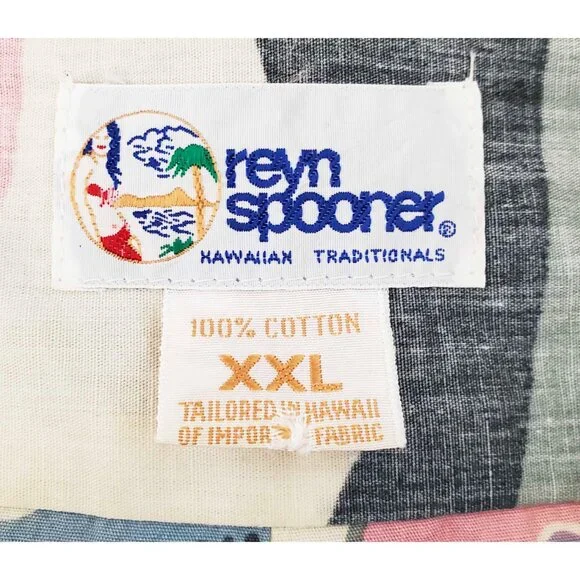 reyn
spooner®
HAWAIIAN TRADITIONALS
100% COTTON
XXL
TAILORED IN HAWAII
OF IMPOR FABRIC